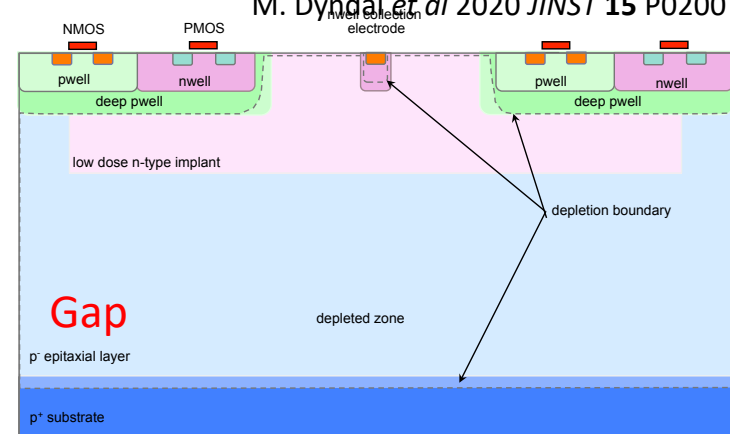 M. Dyndal et al 2020 JINST 15 P0200
nwell collection
electrode
NMOS
PMOS
pwell
nwell
pwell
nwell
deep pwell
deep pwell
low dose n-type implant
depletion boundary
Gap
depleted zone
p- epitaxial layer
p+ substrate